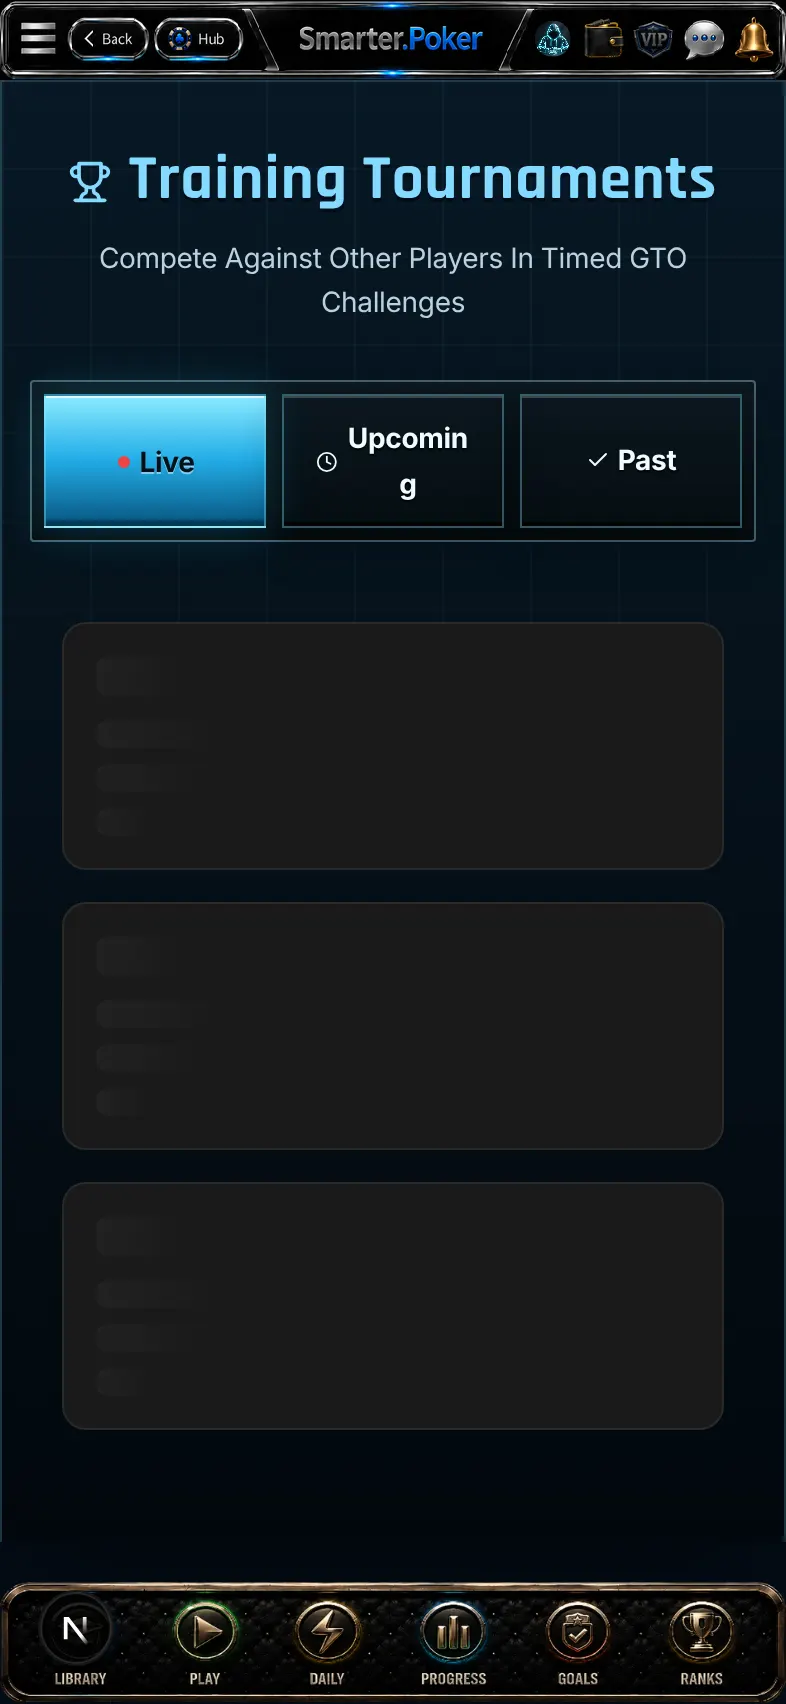 Back
Hub
Smarter.Poker
VIP
Training Tournaments
Compete Against Other Players In Timed GTO
Challenges
Live
Upcomin
g
Past
N
LIBRARY
PLAY
DAILY
PROGRESS
GOALS
RANKS